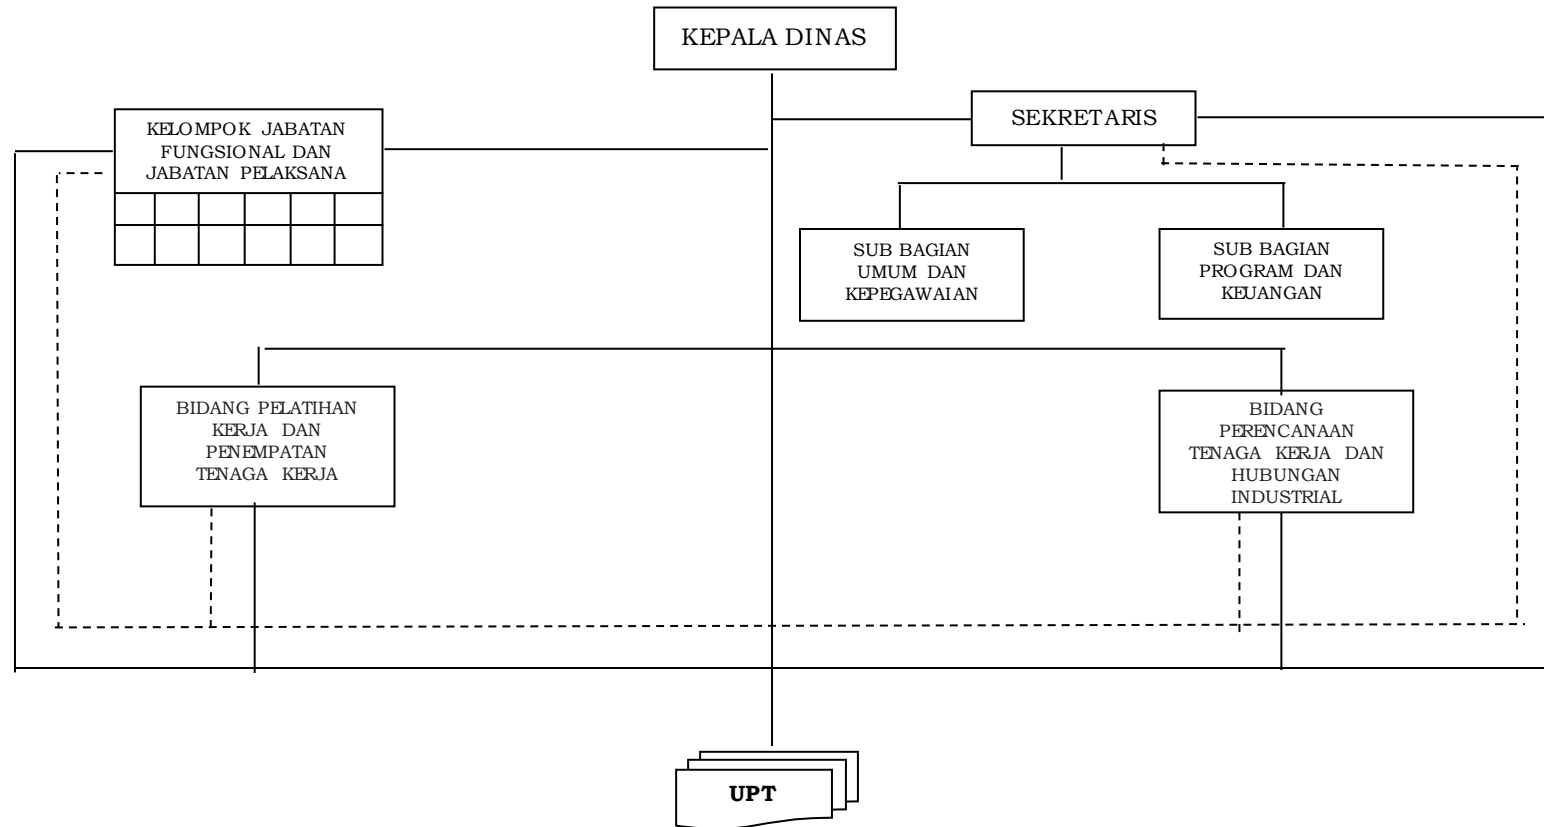 KEPALA DINAS
SEKRETARIS
KELOMPOK JABATAN
FUNGSIONAL DAN
JABATAN PELAKSANA
SUB BAGIAN
UMUM DAN
KEPEGAWAIAN
SUB BAGIAN
PROGRAM DAN
KEUANGAN
BIDANG PELATIHAN
KERJA DAN
PENEMPATAN
TENAGA KERJA
BIDANG
PERENCANAAN
TENAGA KERJA DAN
HUBUNGAN
INDUSTRIAL
UPT